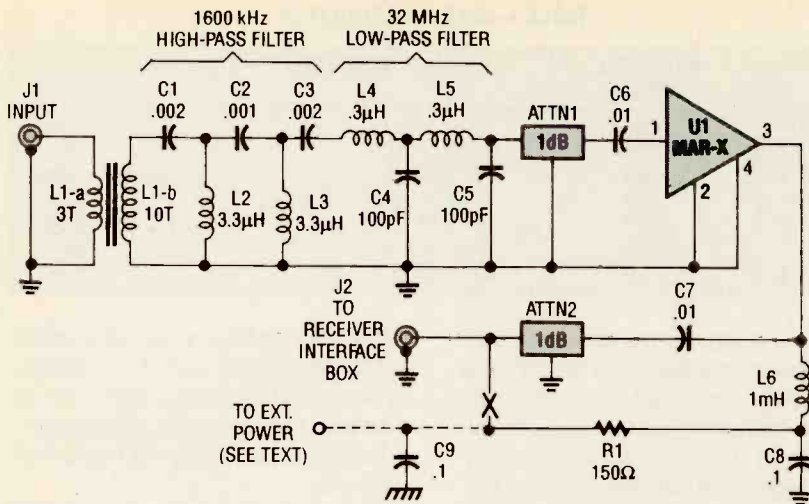 1600 kHz
HIGH-PASS FILTER
32 MHz
LOW-PASS FILTER
J1
INPUT
C1
.002
C2
.001
C3
.002
L4
.3µH
L5
.3µH
ATTN1
1dB
C6
.01
1
U1
MAR-X
3
4
2
L1-a
3T
L1-b
10T
L2
3.3µH
L3
3.3µH
C4
100pF
C5
100pF
J2
TO
RECEIVER
INTERFACE
BOX
ATTN2
1dB
C7
.01
L6
1mH
TO EXT.
POWER
(SEE TEXT)
C9
.1
R1
150Ω
C8
.1